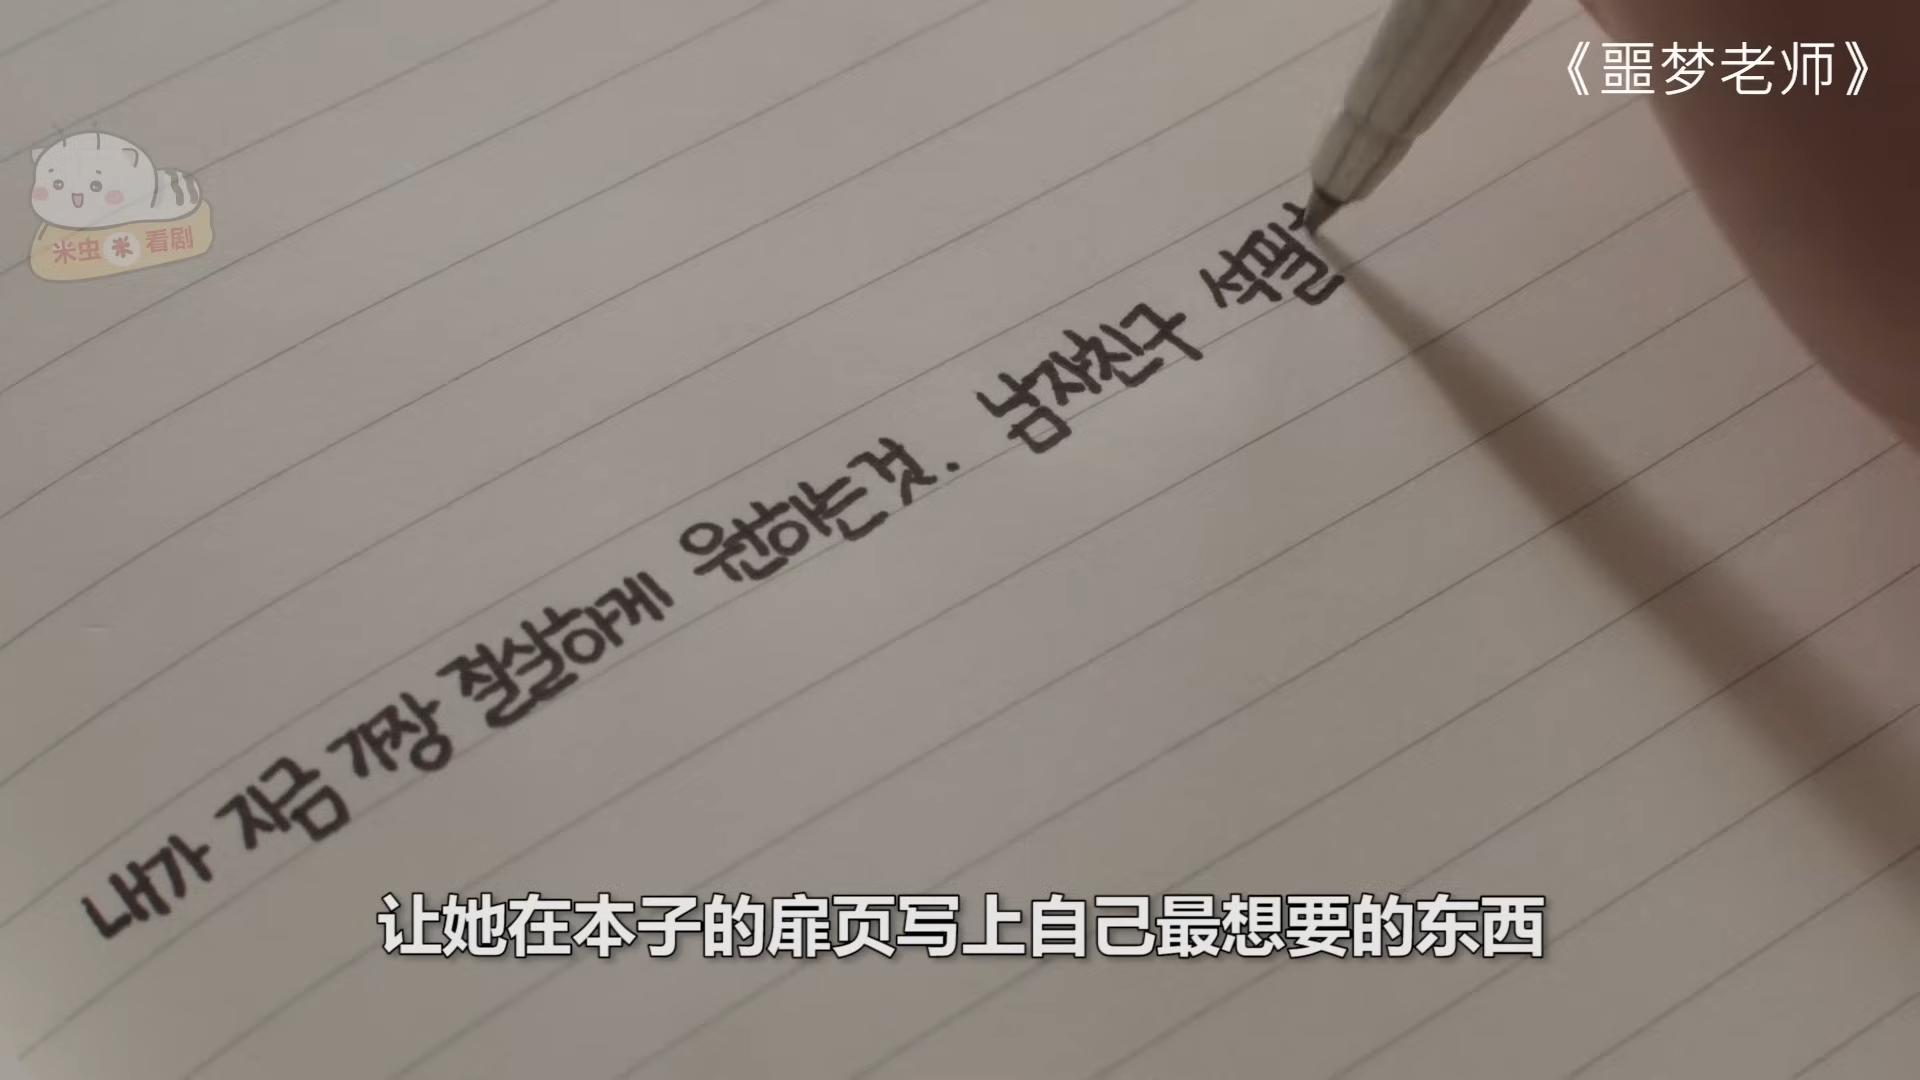 《噩梦老师》
米虫 米 看剧
내가 지금 가장 절실하게 원하는것. 남자친구
让她在本子的扉页写上自己最想要的东西